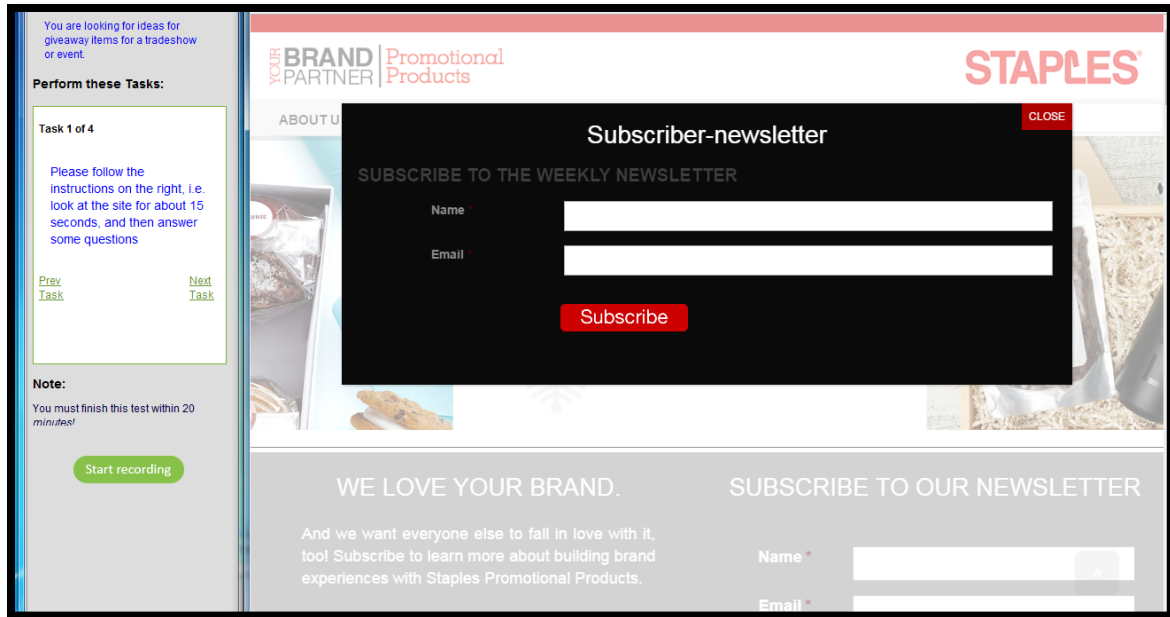 You are looking for ideas for
giveaway items for a tradeshow
or event.
Perform these Tasks:
Task 1 of 4
Please follow the
instructions on the right, i.e.
look at the site for about 15
seconds, and then answer
some questions
Prev
Task
Next
Task
Note:
You must finish this test within 20
minutes!
Start recording
YOUR
BRAND
PARTNER
Promotional
Products
STAPLES
ABOUT U
CLOSE
Subscriber-newsletter
SUBSCRIBE TO THE WEEKLY NEWSLETTER
Name *
Email *
Subscribe
WE LOVE YOUR BRAND.
And we want everyone else to fall in love with it,
too! Subscribe to learn more about building brand
experiences with Staples Promotional Products.
SUBSCRIBE TO OUR NEWSLETTER
Name *
Email *